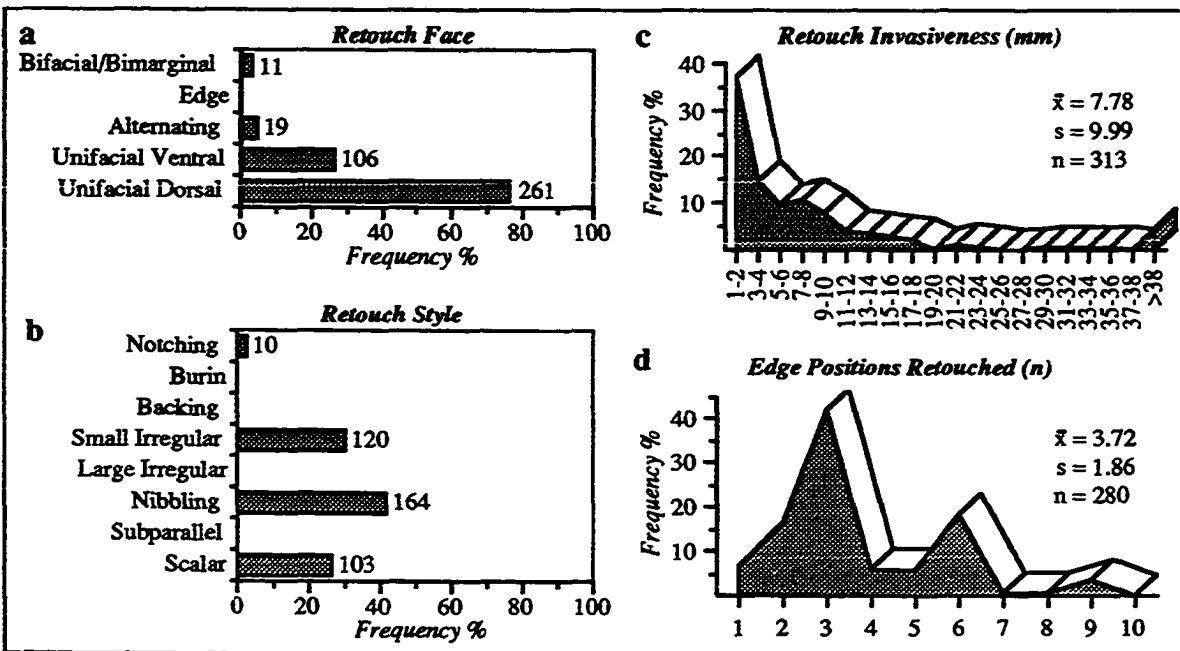 a
Retouch Face
Bifacial/Bimarginal 11
Edge
Alternating 19
Unifacial Ventral 106
Unifacial Dorsal 261
0 20 40 60 80 100
Frequency %
b
Retouch Style
Notching 10
Burin
Backing
Small Irregular 120
Large Irregular
Nibbling 164
Subparallel
Scalar 103
0 20 40 60 80 100
Frequency %
c
Retouch Invasiveness (mm)
Frequency %
40
30
20
10
x̄ = 7.78
s = 9.99
n = 313
1-2 3-4 5-6 7-8 9-10 11-12 13-14 15-16 17-18 19-20 21-22 23-24 25-26 27-28 29-30 31-32 33-34 35-36 37-38 >38
d
Edge Positions Retouched (n)
Frequency %
40
30
20
10
x̄ = 3.72
s = 1.86
n = 280
1 2 3 4 5 6 7 8 9 10